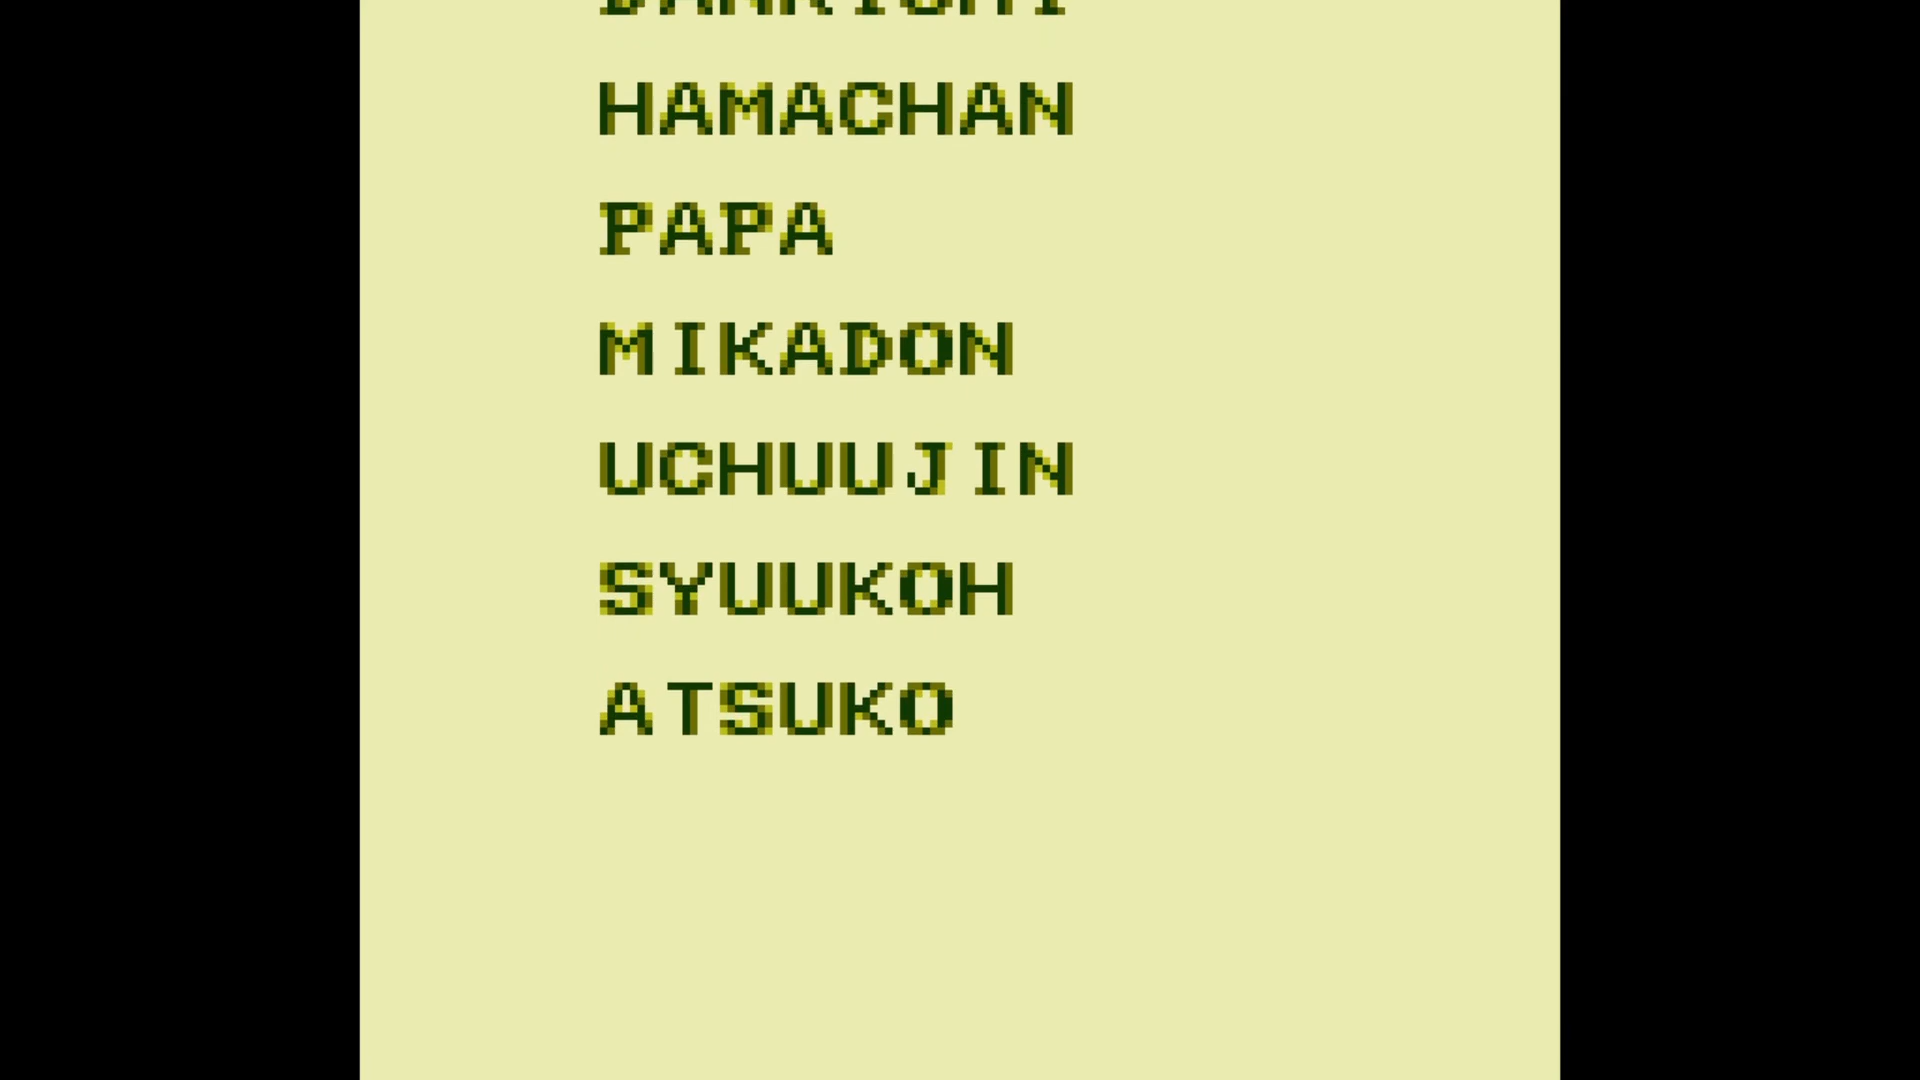 HAMACHAN
PAPA
MIKADON
UCHUUJIN
SYUUKOH
ATSUKO